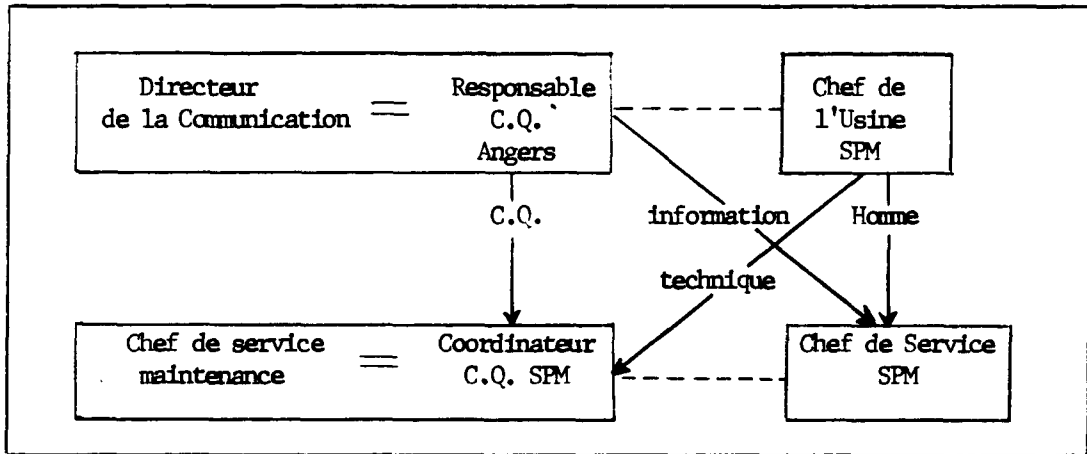 Directeur
de la Communication
=
Responsable
C.Q.
Angers
Chef de
l'Usine
SPM
C.Q.
information
Homme
technique
Chef de service
maintenance
=
Coordinateur
C.Q. SPM
Chef de Service
SPM